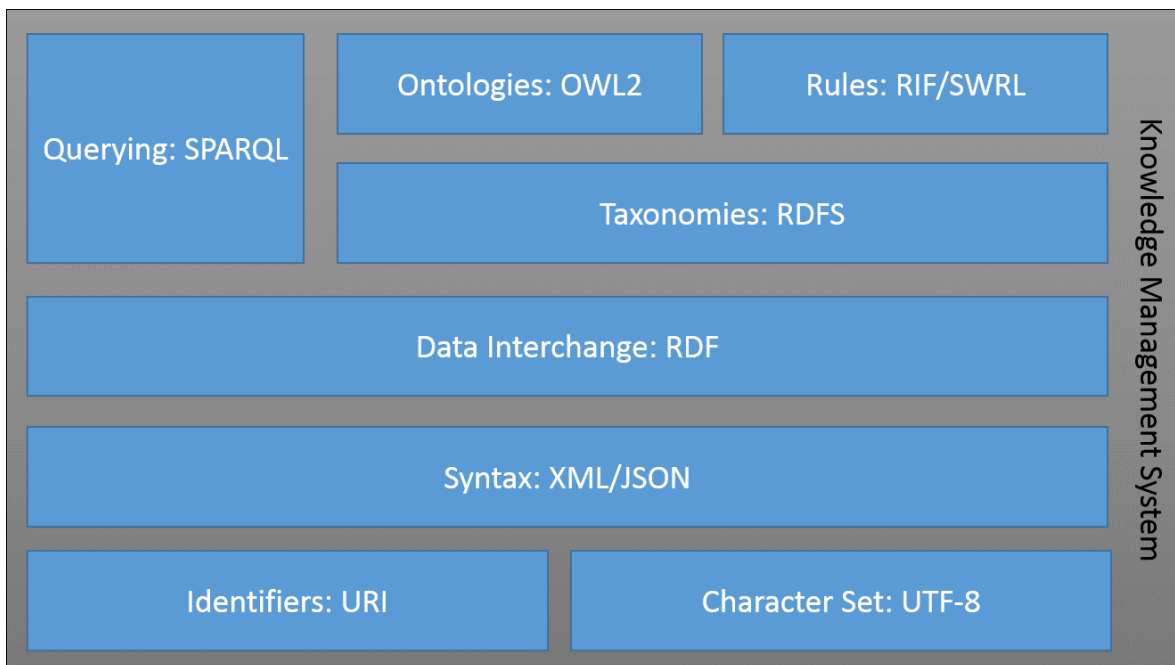 Ontologies: OWL2
Rules: RIF/SWRL
Querying: SPARQL
Taxonomies: RDFS
Data Interchange: RDF
Syntax: XML/JSON
Identifiers: URI
Character Set: UTF-8
Knowledge Management System